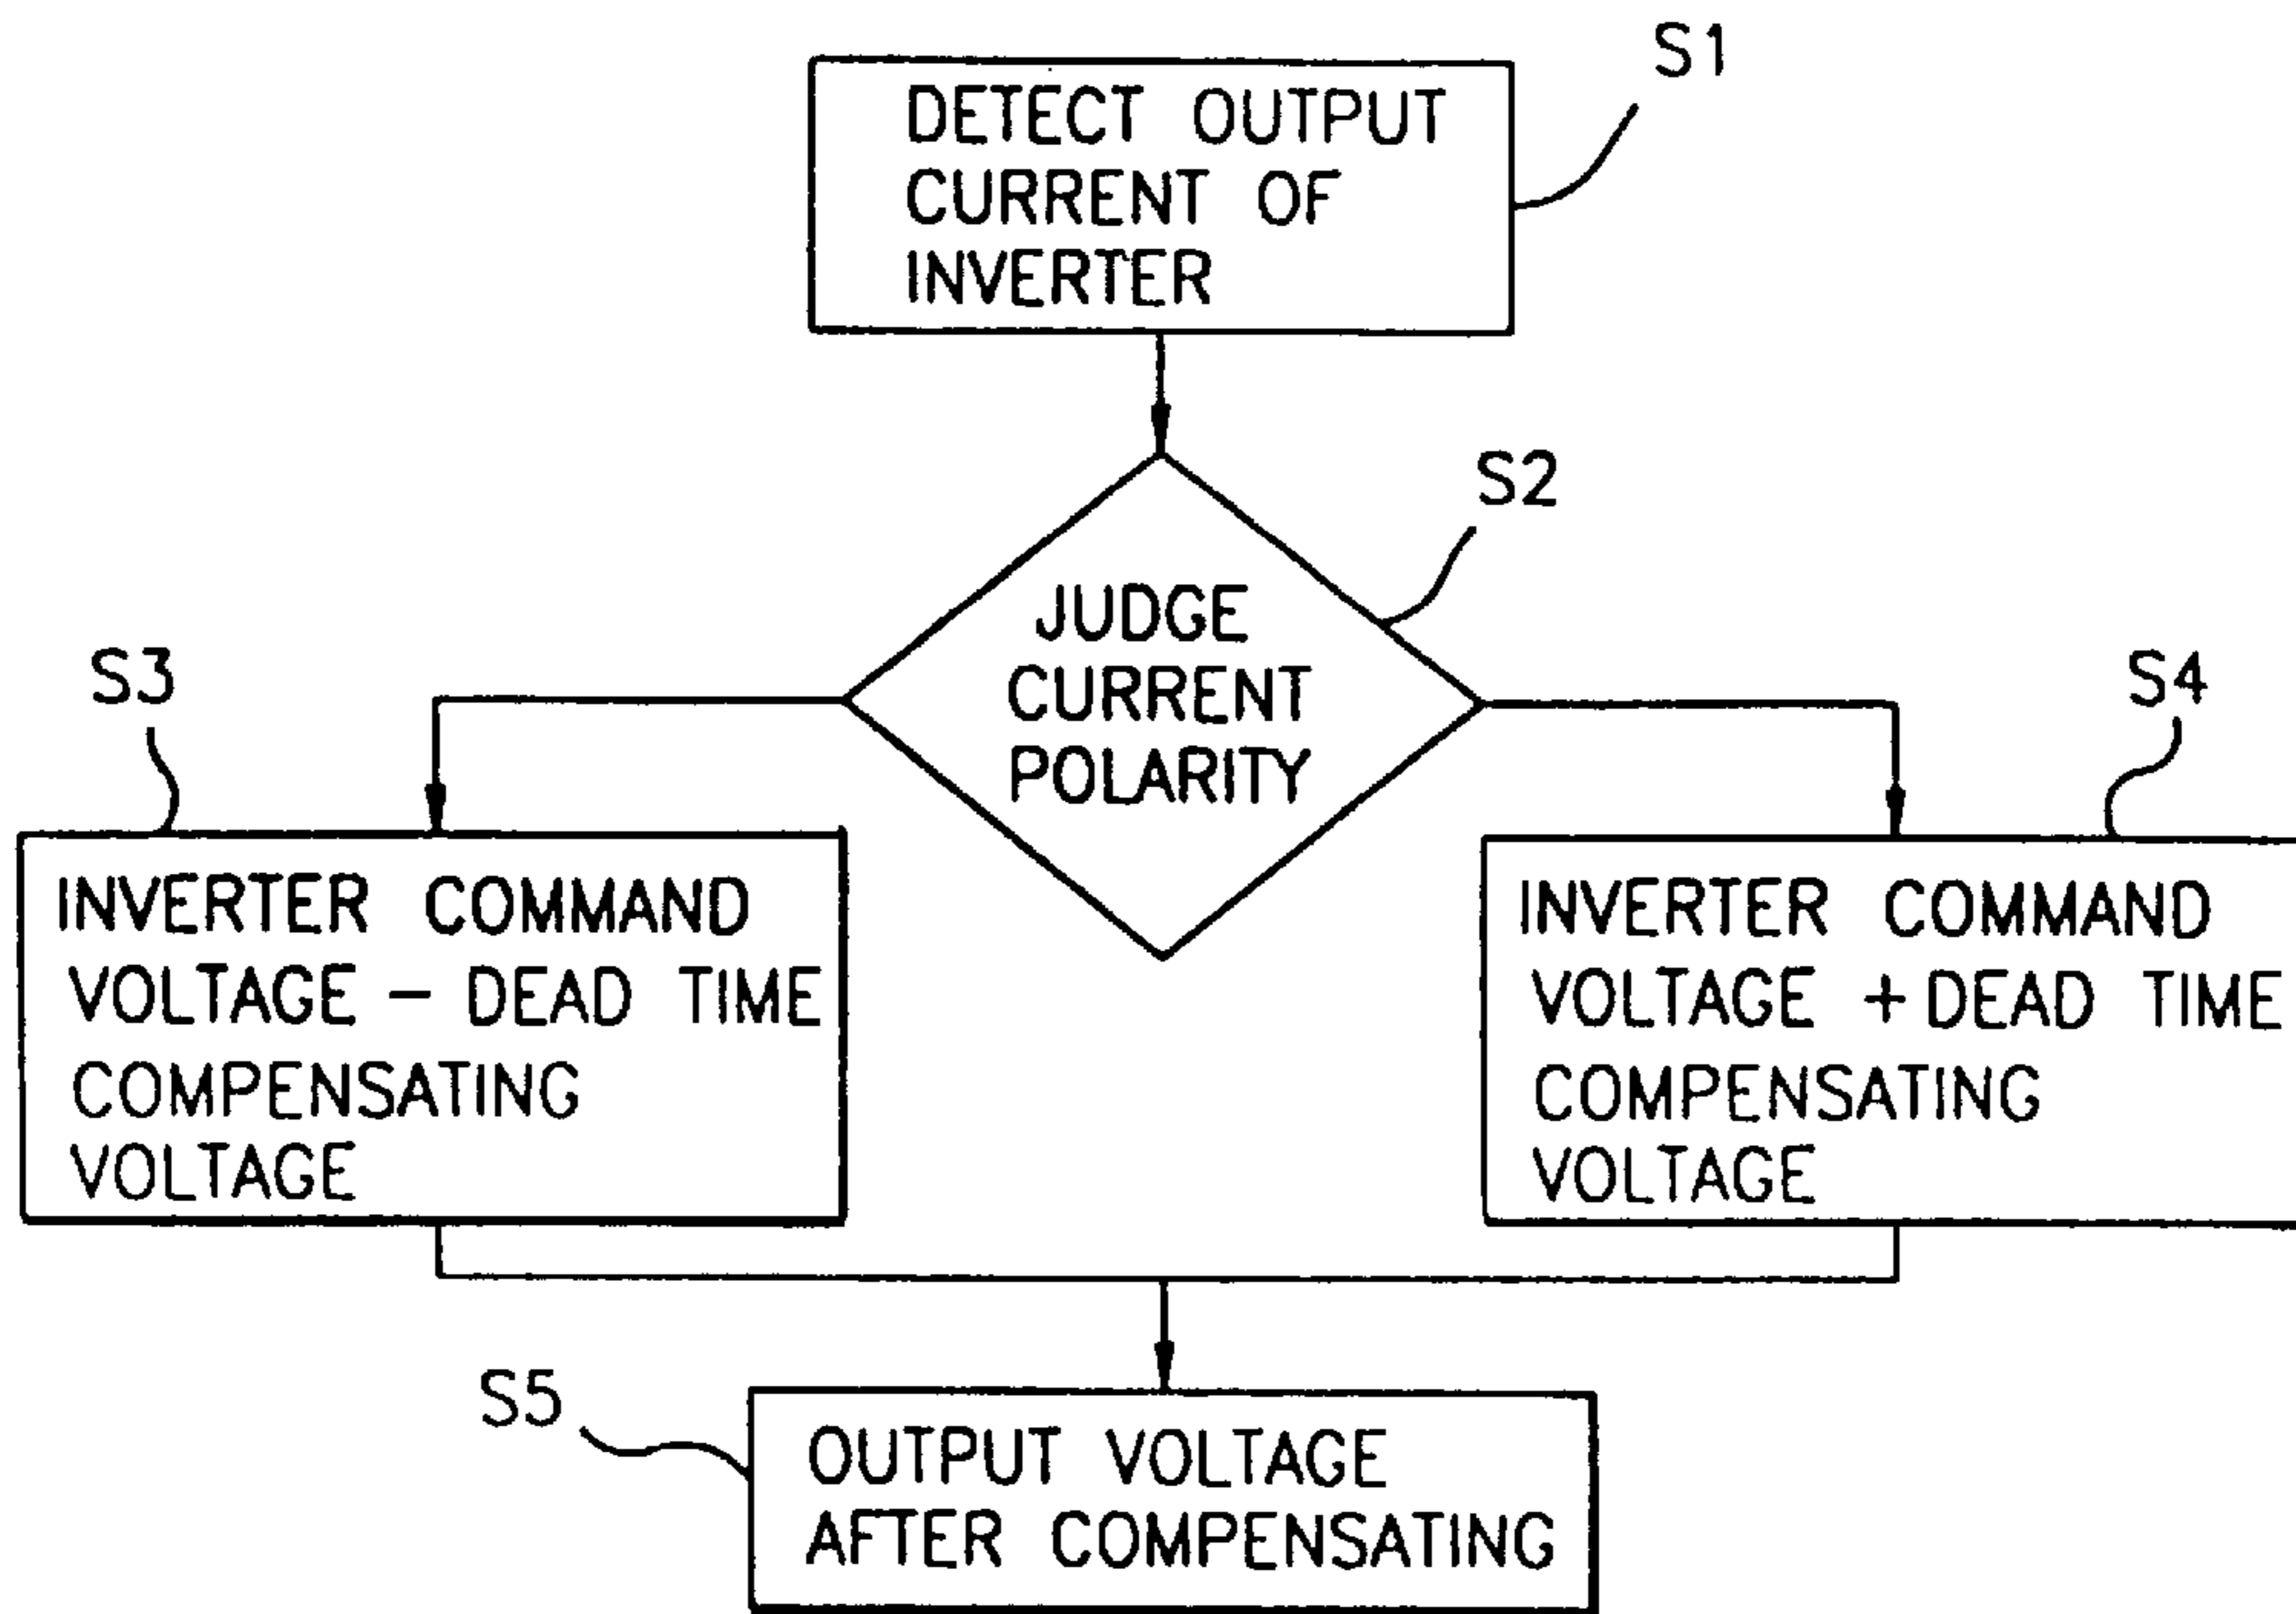 S1
DETECT OUTPUT
CURRENT OF
INVERTER
S2
JUDGE
CURRENT
POLARITY
S3
INVERTER COMMAND
VOLTAGE - DEAD TIME
COMPENSATING
VOLTAGE
S4
INVERTER COMMAND
VOLTAGE + DEAD TIME
COMPENSATING
VOLTAGE
S5
OUTPUT VOLTAGE
AFTER COMPENSATING